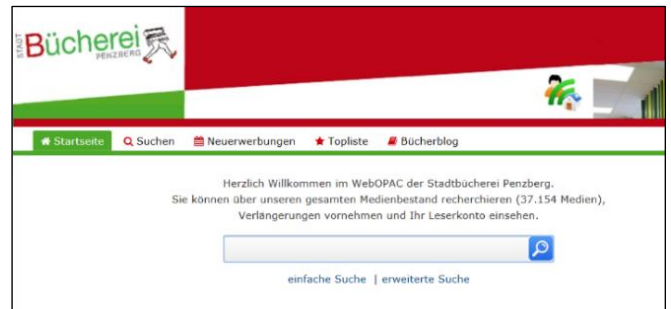 STADT
Bücherei
PENZBERG
Startseite Suchen Neuerwerbungen Topliste Bücherblog
Herzlich Willkommen im WebOPAC der Stadtbücherei Penzberg.
Sie können über unseren gesamten Medienbestand recherchieren (37.154 Medien),
Verlängerungen vornehmen und Ihr Leserkonto einsehen.
einfache Suche | erweiterte Suche